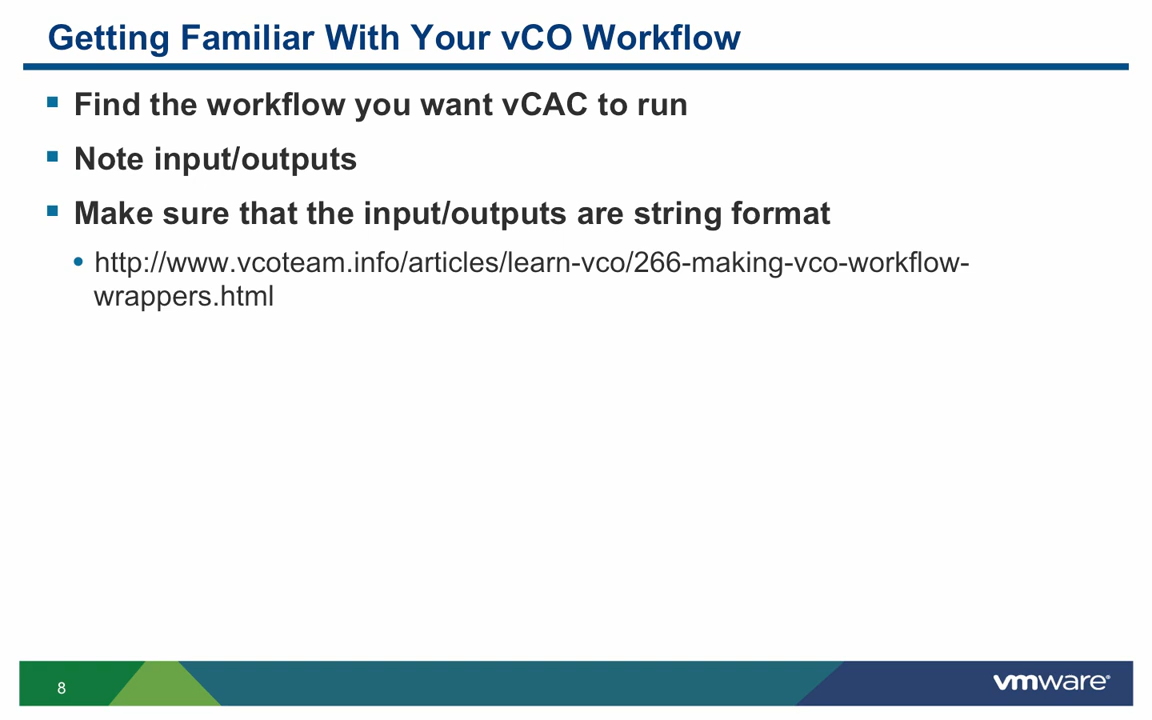 Getting Familiar With Your vCO Workflow
▪ Find the workflow you want vCAC to run
▪ Note input/outputs
▪ Make sure that the input/outputs are string format
• http://www.vcoteam.info/articles/learn-vco/266-making-vco-workflow-
wrappers.html
8
vmware®